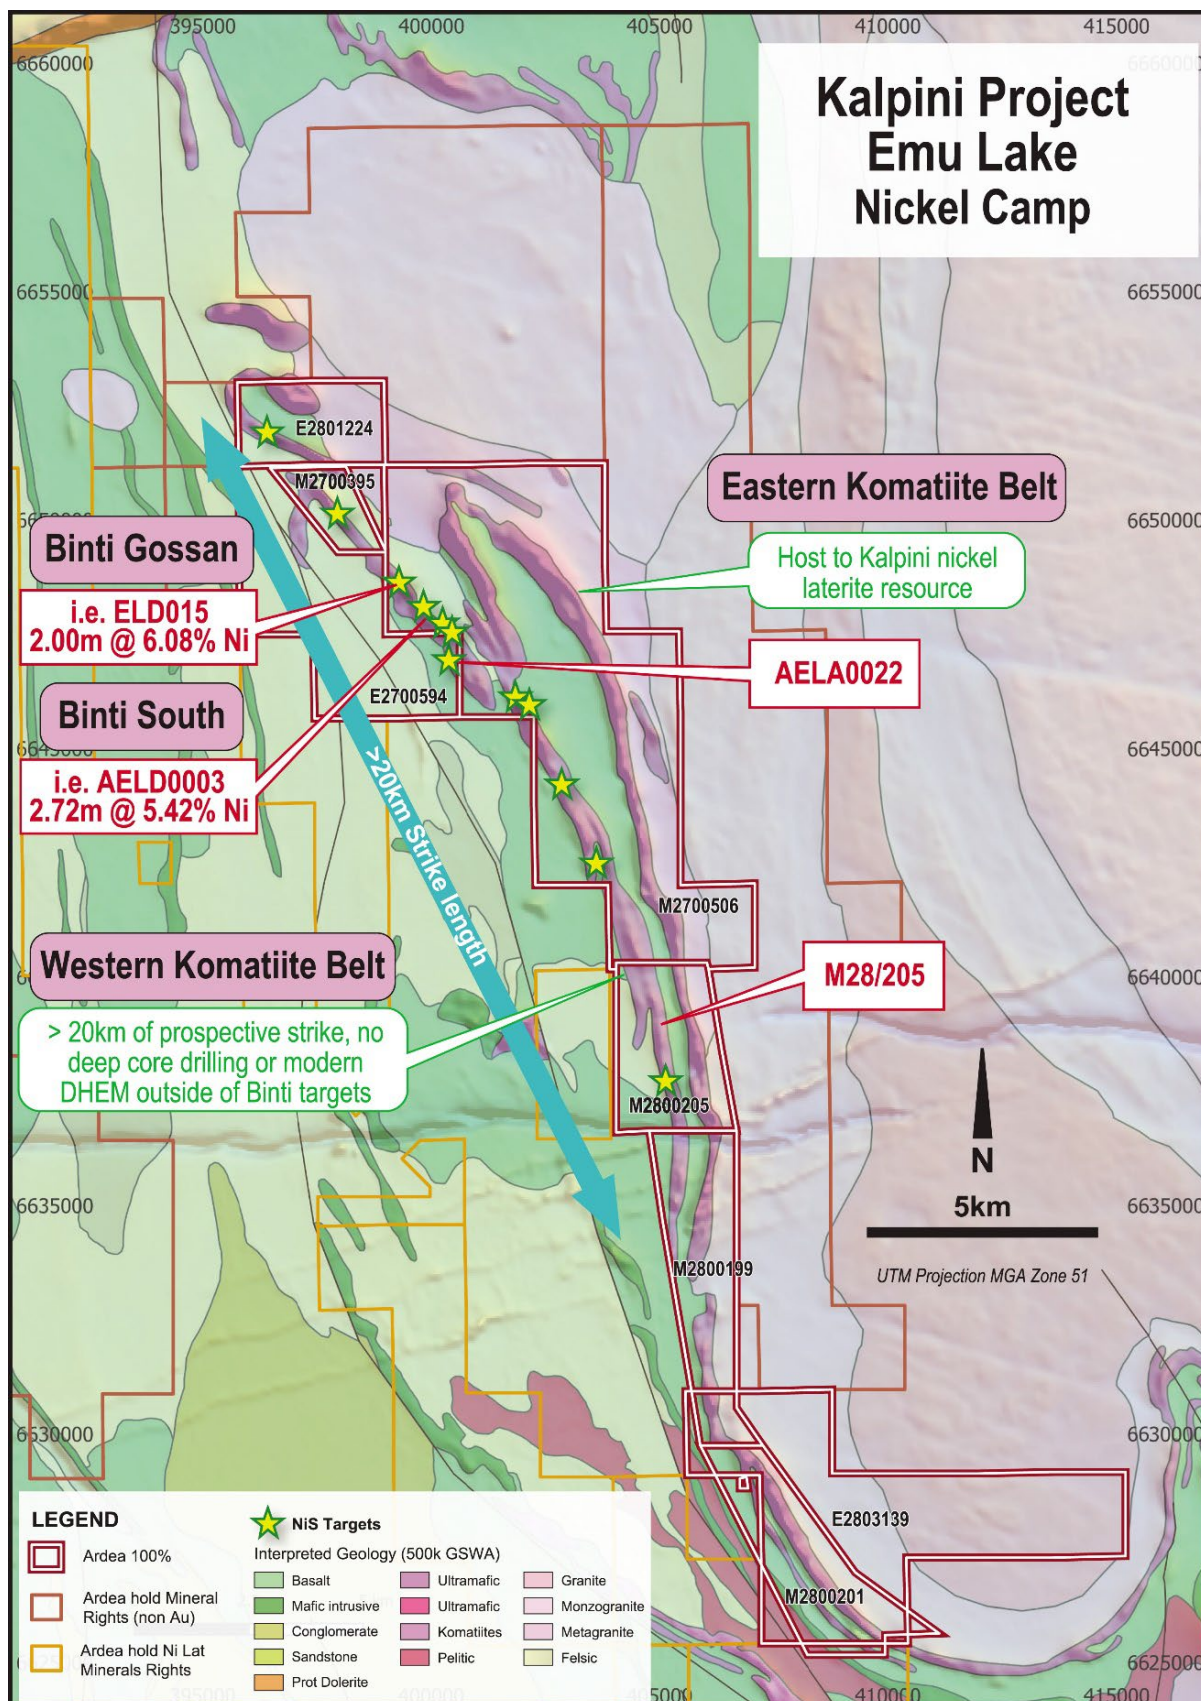 395000 400000 405000 410000 415000
6660000 6660000
Kalpini Project
Emu Lake
Nickel Camp
6655000 6655000
E2801224
M2700395
Eastern Komatiite Belt
6650000
Binti Gossan
Host to Kalpini nickel
laterite resource
i.e. ELD015
2.00m @ 6.08% Ni
AELA0022
E2700594
Binti South
6645000
i.e. AELD0003
2.72m @ 5.42% Ni
>20km Strike length
M2700506
Western Komatiite Belt
M28/205
6640000
> 20km of prospective strike, no
deep core drilling or modern
DHEM outside of Binti targets
M2800205
N
5km
6635000 6635000
UTM Projection MGA Zone 51
M2800199
6630000 6630000
E2803139
M2800201
LEGEND
Ardea 100%
Ardea hold Mineral
Rights (non Au)
Ardea hold Ni Lat
Minerals Rights
NiS Targets
Interpreted Geology (500k GSWA)
Basalt
Mafic intrusive
Conglomerate
Sandstone
Prot Dolerite
Ultramafic
Ultramafic
Komatiites
Pelitic
Granite
Monzogranite
Metagranite
Felsic
6625000
395000 400000 405000 410000 415000